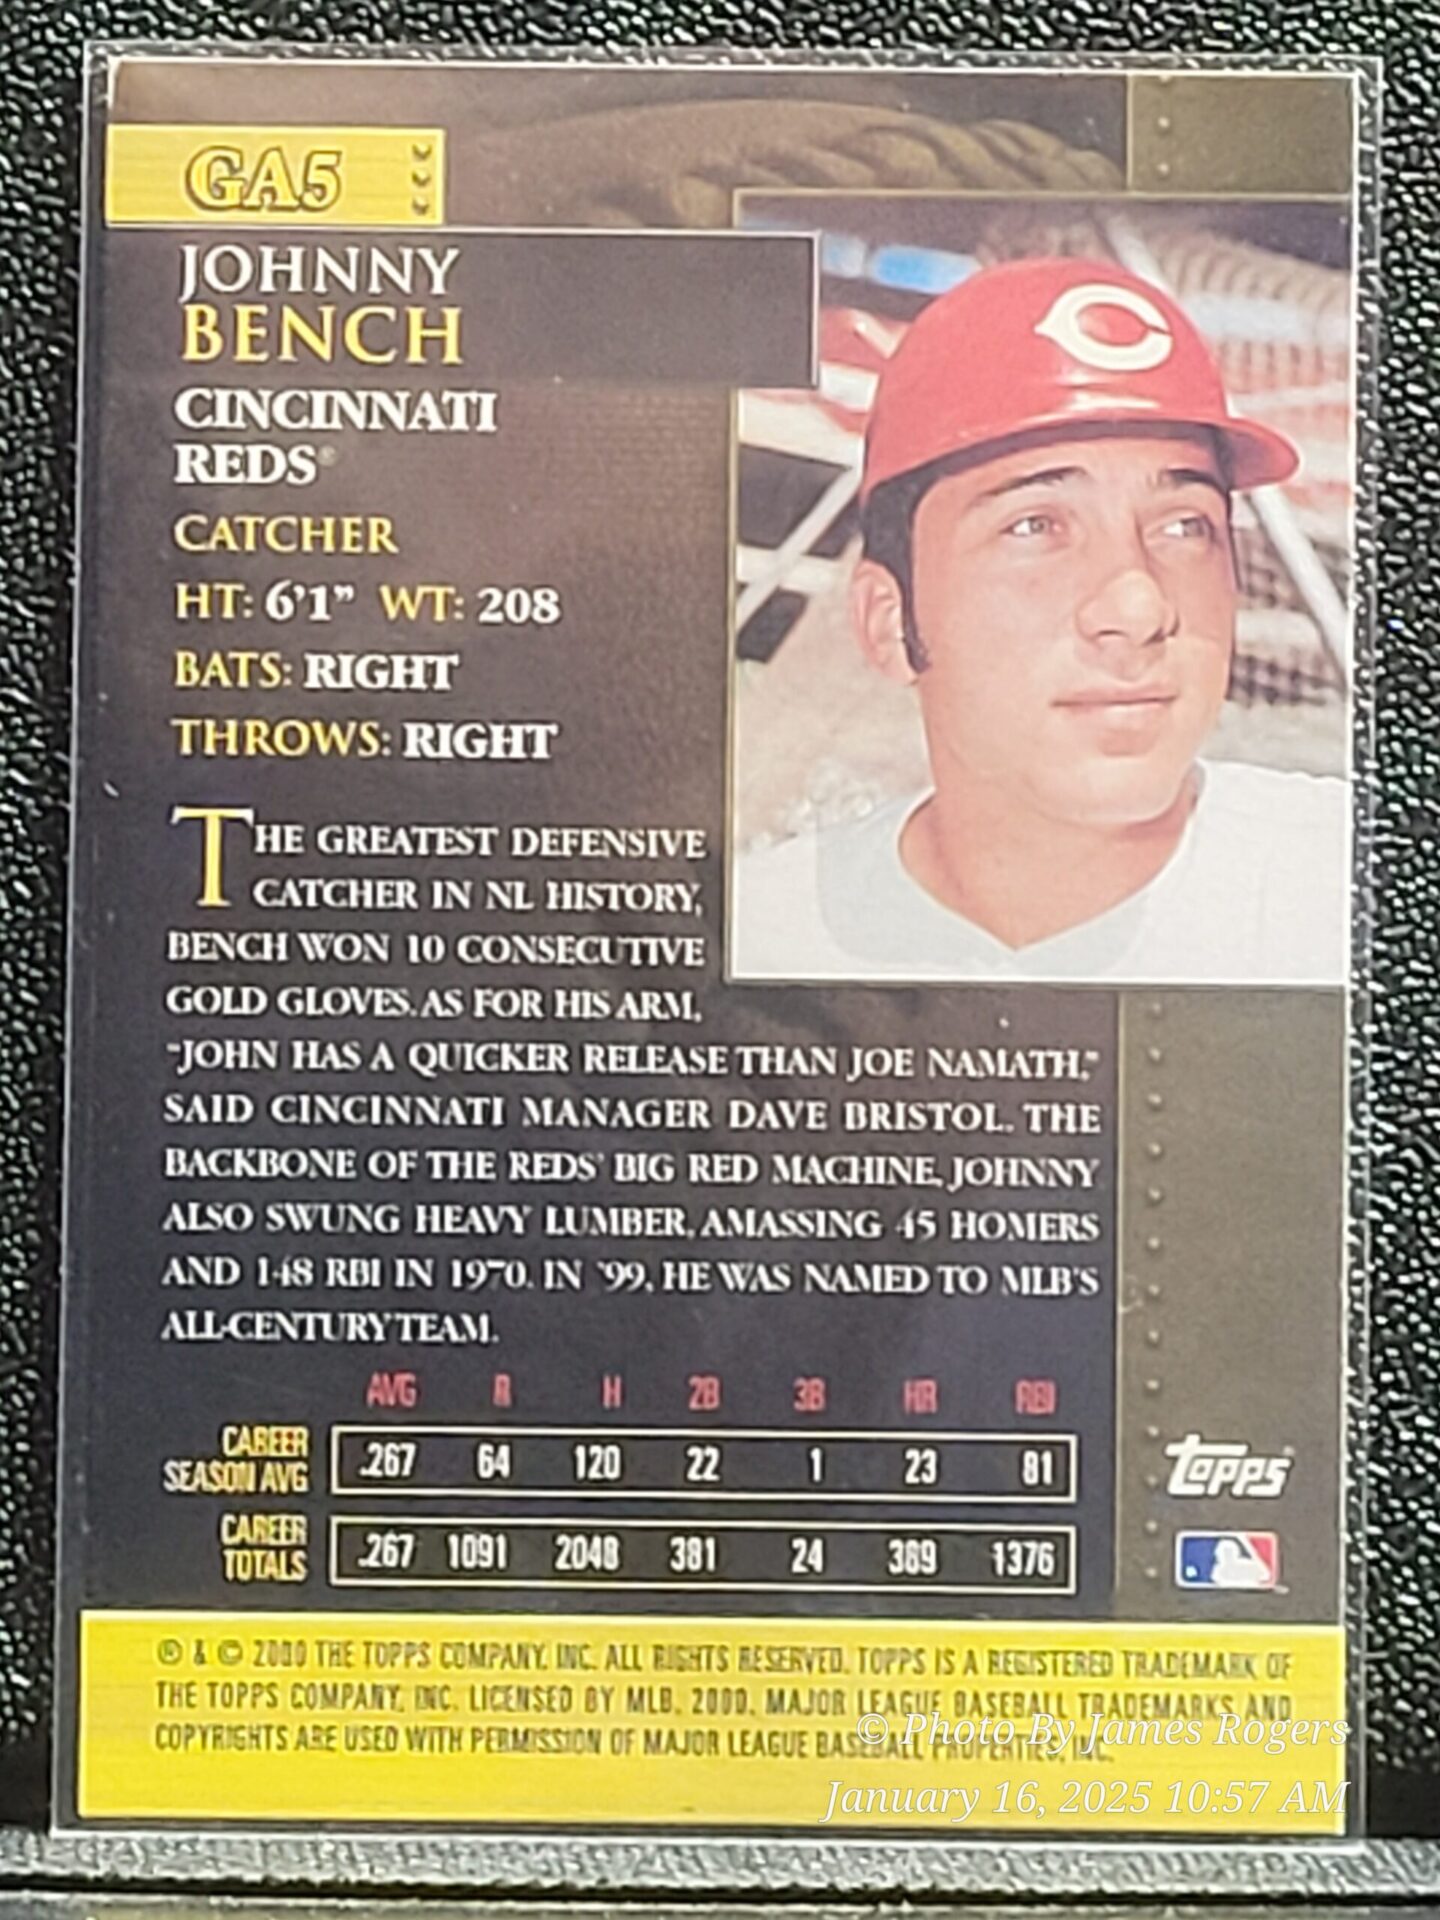 GA5
JOHNNY
BENCH
CINCINNATI
REDS®
CATCHER
HT: 6'1" WT: 208
BATS: RIGHT
THROWS: RIGHT
THE GREATEST DEFENSIVE
CATCHER IN NL HISTORY,
BENCH WON 10 CONSECUTIVE
GOLD GLOVES. AS FOR HIS ARM,
"JOHN HAS A QUICKER RELEASE THAN JOE NAMATH,"
SAID CINCINNATI MANAGER DAVE BRISTOL. THE
BACKBONE OF THE REDS' BIG RED MACHINE, JOHNNY
ALSO SWUNG HEAVY LUMBER, AMASSING 45 HOMERS
AND 148 RBI IN 1970. IN '99, HE WAS NAMED TO MLB'S
ALL-CENTURY TEAM.
AVG R H 2B 3B HR RBI
CAREER
SEASON AVG .267 64 120 22 1 23 81
CAREER
TOTALS .267 1091 2048 381 24 389 1376
Topps
® & © 2000 THE TOPPS COMPANY, INC. ALL RIGHTS RESERVED. TOPPS IS A REGISTERED TRADEMARK OF
THE TOPPS COMPANY, INC. LICENSED BY MLB. 2000. MAJOR LEAGUE BASEBALL TRADEMARKS AND
COPYRIGHTS ARE USED WITH PERMISSION OF MAJOR LEAGUE BASEBALL PROPERTIES, INC.
© Photo By James Rogers
January 16, 2025 10:57 AM
C